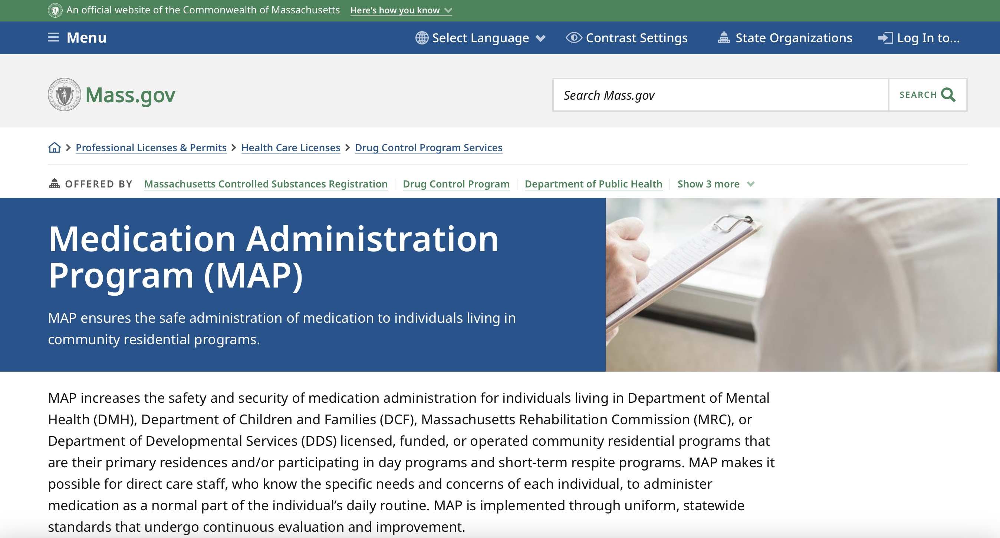 An official website of the Commonwealth of Massachusetts Here's how you know
Menu Select Language Contrast Settings State Organizations Log In to...
Mass.gov Search Mass.gov SEARCH
Professional Licenses & Permits Health Care Licenses Drug Control Program Services
OFFERED BY Massachusetts Controlled Substances Registration Drug Control Program Department of Public Health Show 3 more
Medication Administration
Program (MAP)
MAP ensures the safe administration of medication to individuals living in
community residential programs.
MAP increases the safety and security of medication administration for individuals living in Department of Mental
Health (DMH), Department of Children and Families (DCF), Massachusetts Rehabilitation Commission (MRC), or
Department of Developmental Services (DDS) licensed, funded, or operated community residential programs that
are their primary residences and/or participating in day programs and short-term respite programs. MAP makes it
possible for direct care staff, who know the specific needs and concerns of each individual, to administer
medication as a normal part of the individual’s daily routine. MAP is implemented through uniform, statewide
standards that undergo continuous evaluation and improvement.